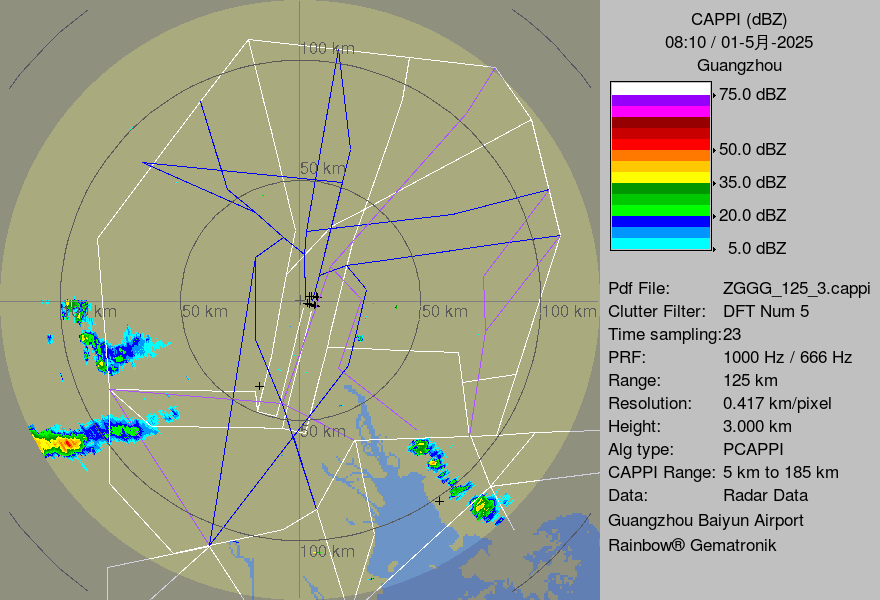 CAPPI (dBZ)
08:10 / 01-5月-2025
Guangzhou
75.0 dBZ
50.0 dBZ
35.0 dBZ
20.0 dBZ
5.0 dBZ
Pdf File: ZGGG_125_3.cappi
Clutter Filter: DFT Num 5
Time sampling:23
PRF: 1000 Hz / 666 Hz
Range: 125 km
Resolution: 0.417 km/pixel
Height: 3.000 km
Alg type: PCAPPI
CAPPI Range: 5 km to 185 km
Data: Radar Data
Guangzhou Baiyun Airport
Rainbow® Gematronik
100 km
50 km
100 km
50 km
50 km
100 km
50 km
100 km